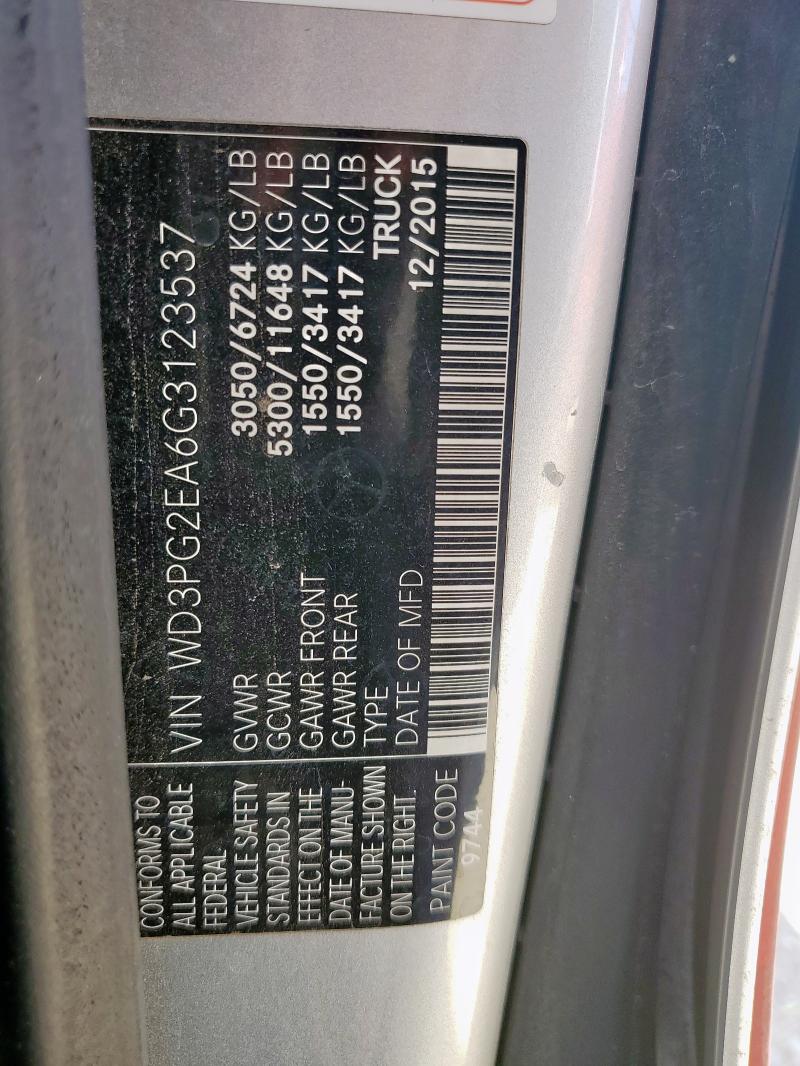 CONFORMS TO
ALL APPLICABLE
FEDERAL
VEHICLE SAFETY
STANDARDS IN
EFFECT ON THE
DATE OF MANU-
FACTURE SHOWN
ON THE RIGHT.
PAINT CODE
9744
VIN WD3PG2EA6G3123537
GVWR 3050/6724 KG/LB
GCWR 5300/11648 KG/LB
GAWR FRONT 1550/3417 KG/LB
GAWR REAR 1550/3417 KG/LB
TYPE TRUCK
DATE OF MFD. 12/2015